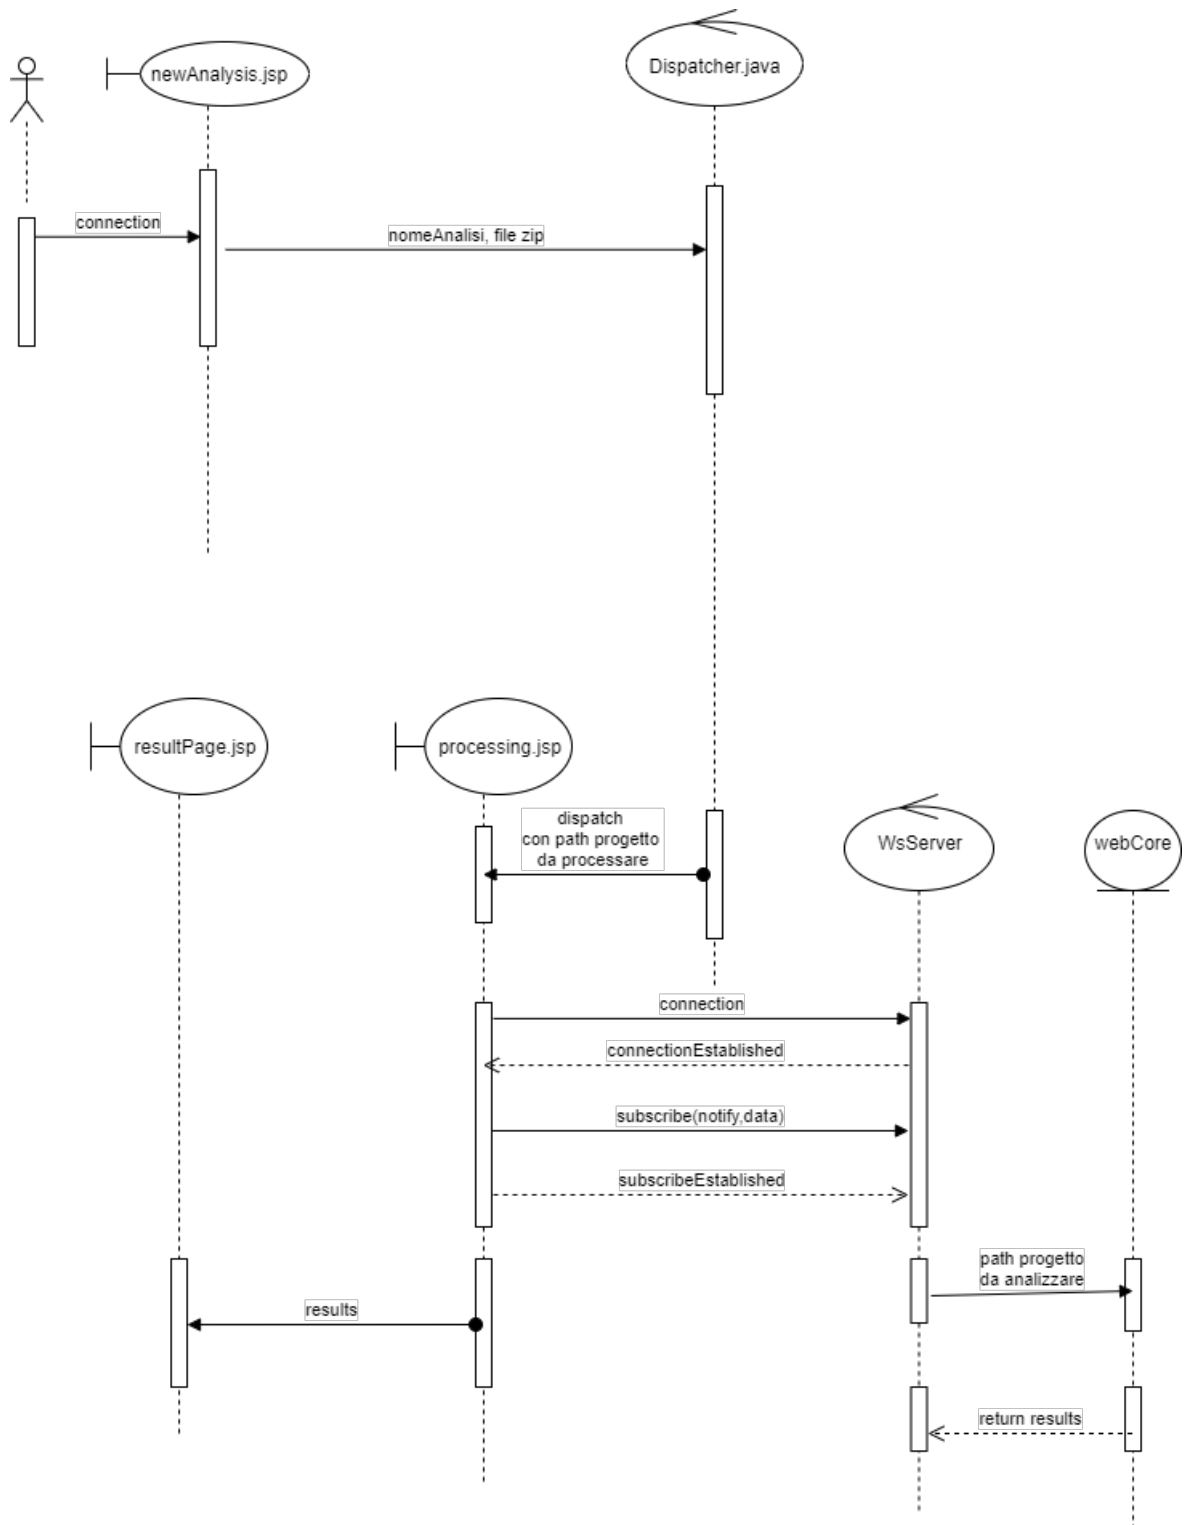 newAnalysis.jsp
Dispatcher.java
connection
nomeAnalisi, file zip
resultPage.jsp
processing.jsp
dispatch
con path progetto
da processare
WsServer
webCore
connection
connectionEstablished
subscribe(notify,data)
subscribeEstablished
path progetto
da analizzare
results
return results